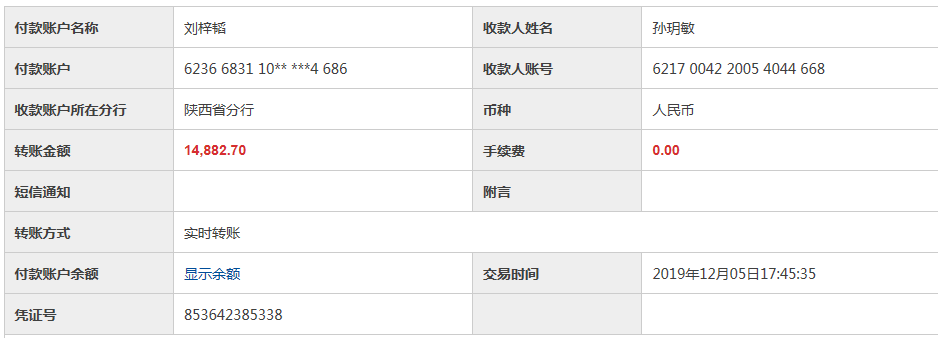 付款账户名称 刘梓韬 收款人姓名 孙玥敏
付款账户 6236 6831 10** ***4 686 收款人账号 6217 0042 2005 4044 668
收款账户所在分行 陕西省分行 币种 人民币
转账金额 14,882.70 手续费 0.00
短信通知 附言
转账方式 实时转账
付款账户余额 显示余额 交易时间 2019年12月05日17:45:35
凭证号 853642385338